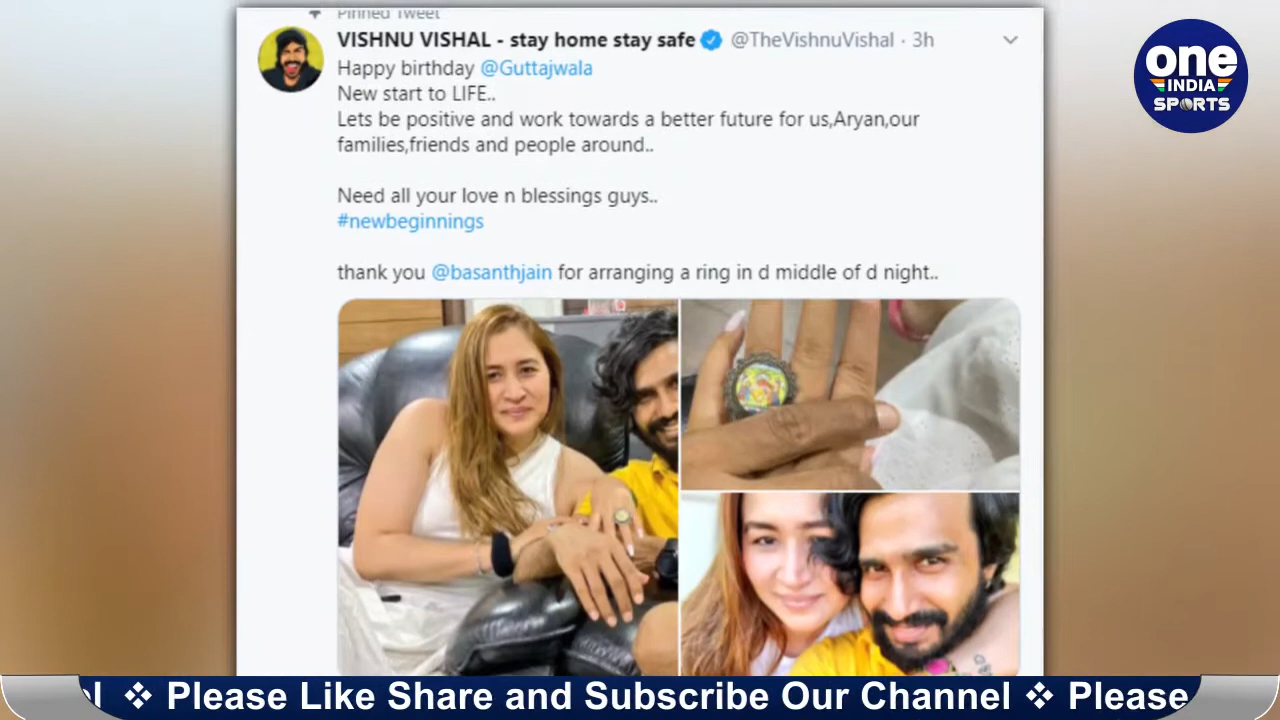 Pinned Tweet
VISHNU VISHAL - stay home stay safe @TheVishnuVishal · 3h
Happy birthday @Guttajwala
New start to LIFE..
Lets be positive and work towards a better future for us,Aryan,our
families,friends and people around..
Need all your love n blessings guys..
#newbeginnings
thank you @basanthjain for arranging a ring in d middle of d night..
one
INDIA
SPORTS
l ❖ Please Like Share and Subscribe Our Channel ❖ Please